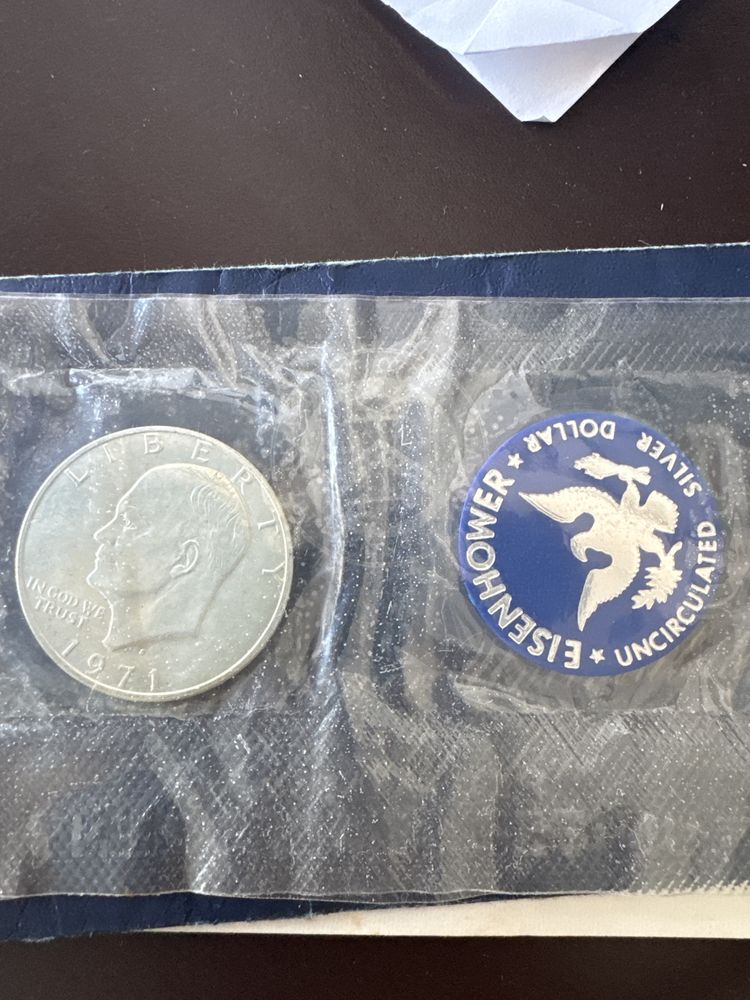 LIBERTY
IN GOD WE
TRUST
1971
EISENHOWER
SILVER DOLLAR
UNCIRCULATED